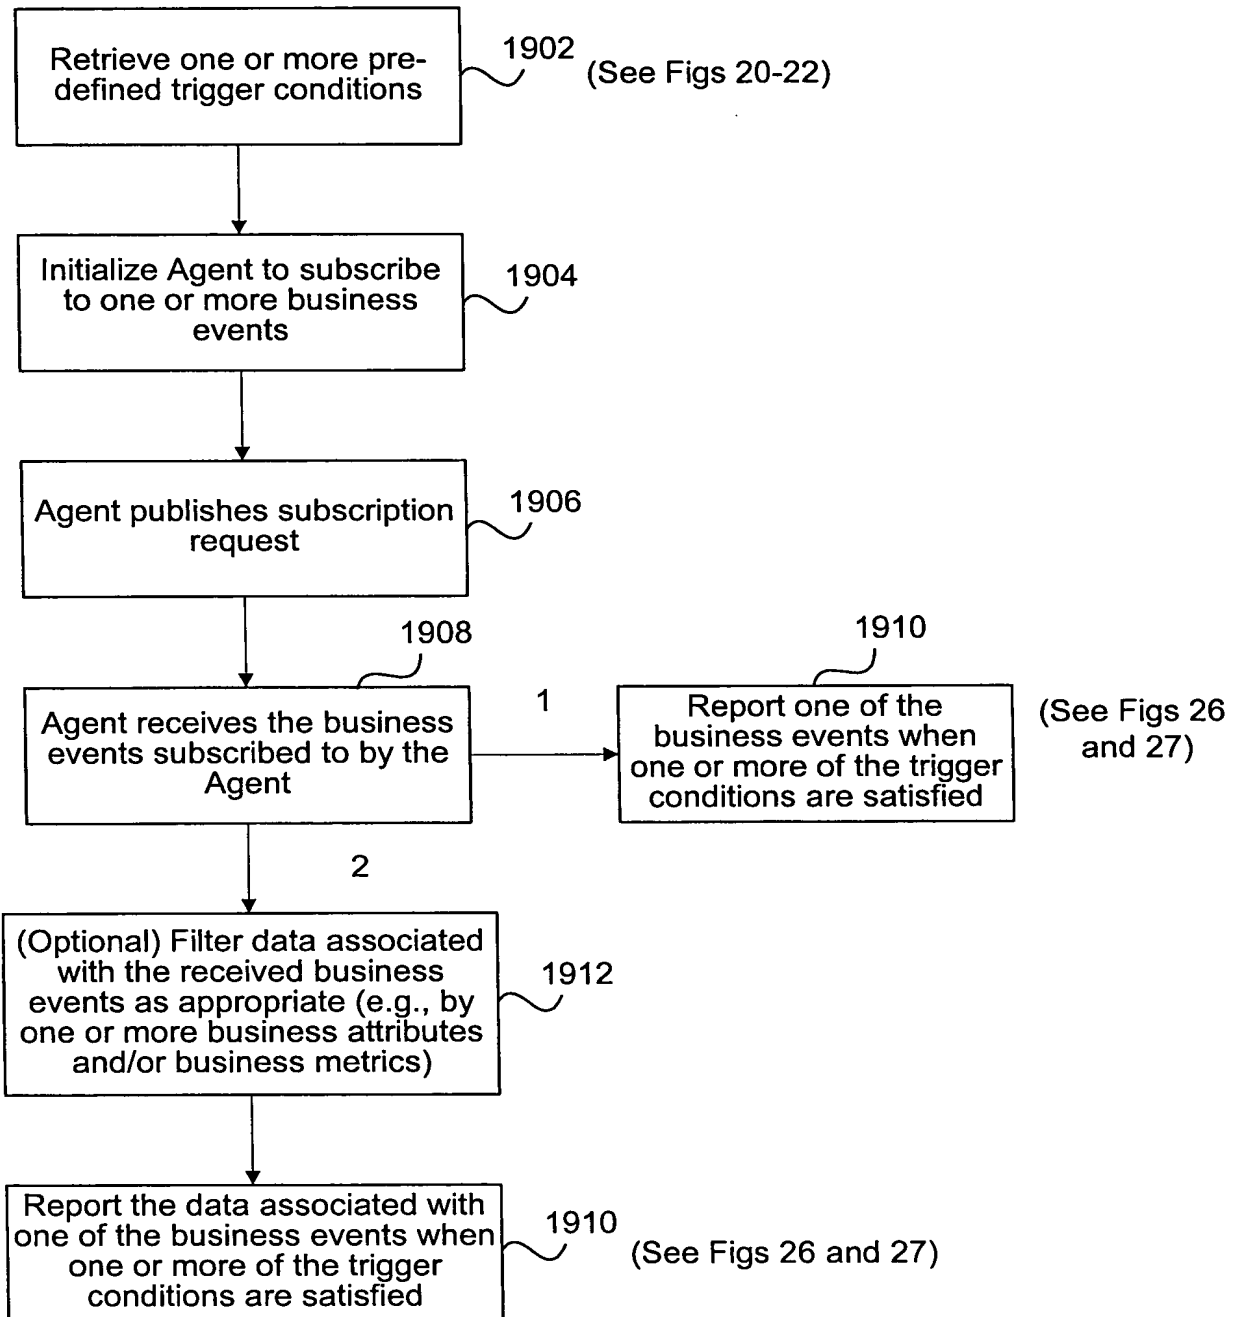 Retrieve one or more pre-
defined trigger conditions
1902
(See Figs 20-22)
Initialize Agent to subscribe
to one or more business
events
1904
Agent publishes subscription
request
1906
1908
Agent receives the business
events subscribed to by the
Agent
1
1910
Report one of the
business events when
one or more of the trigger
conditions are satisfied
(See Figs 26
and 27)
2
(Optional) Filter data associated
with the received business
events as appropriate (e.g., by
one or more business attributes
and/or business metrics)
1912
Report the data associated with
one of the business events when
one or more of the trigger
conditions are satisfied
1910
(See Figs 26 and 27)